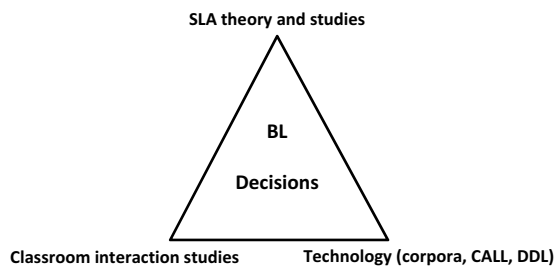 SLA theory and studies
BL
Decisions
Classroom interaction studies
Technology (corpora, CALL, DDL)